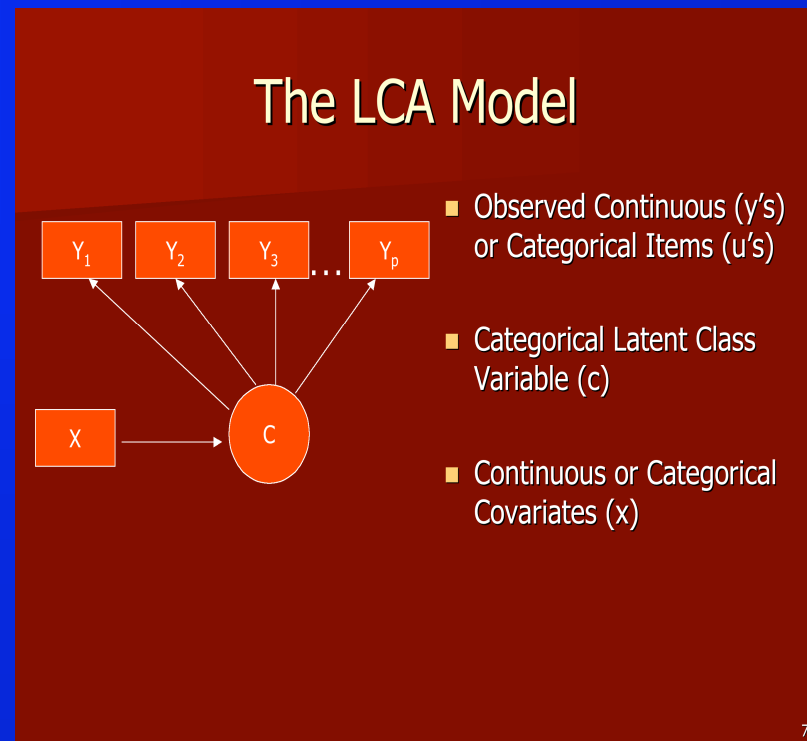 The LCA Model
Y1 Y2 Y3 ... Yp
X
C
■ Observed Continuous (y's)
or Categorical Items (u's)
■ Categorical Latent Class
Variable (c)
■ Continuous or Categorical
Covariates (x)
7